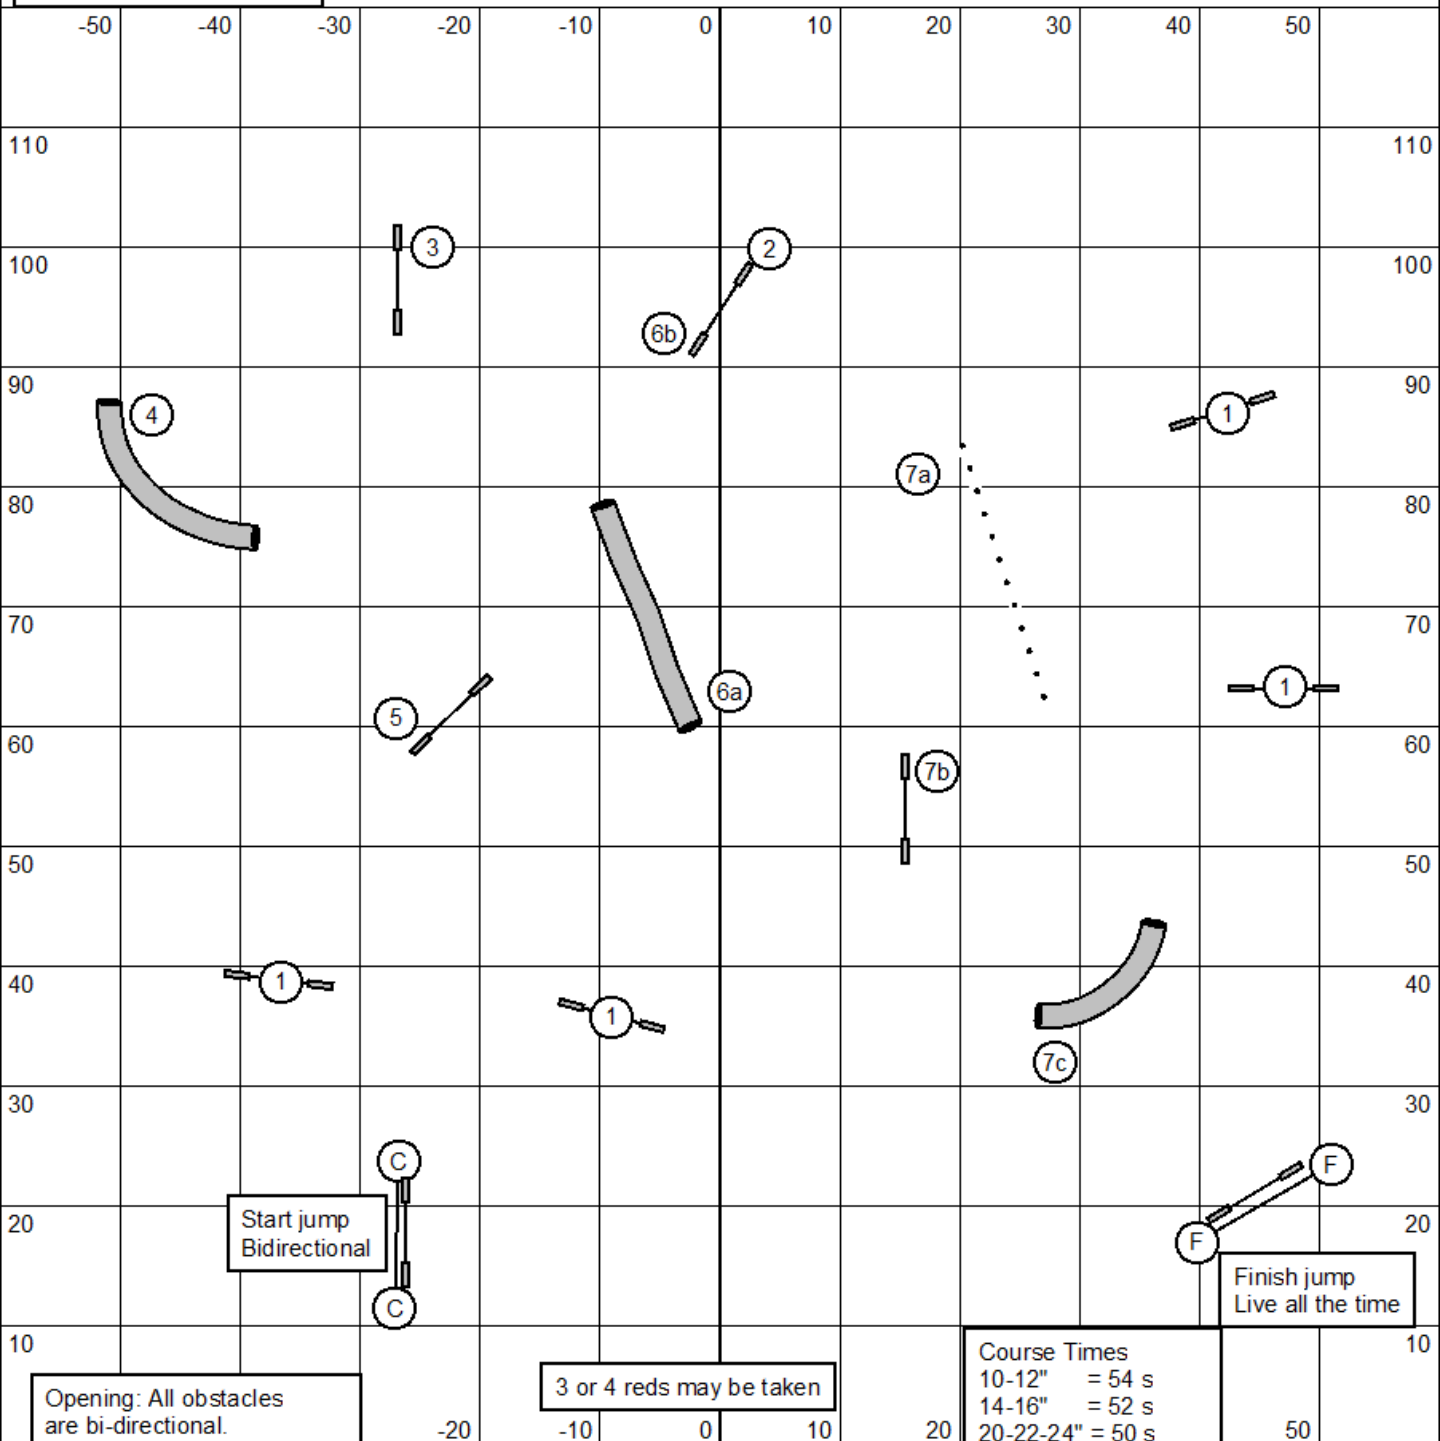 -50 -40 -30 -20 -10 0 10 20 30 40 50
110 110
3 2
100 100
6b
90 90
4 1
7a
80 80
70 70
6a 1
5
60 60
7b
50 50
1
40 40
1
7c
30 30
C F
Start jump
Bidirectional
20 20
F
C
Finish jump
Live all the time
10 10
Course Times
10-12" = 54 s
14-16" = 52 s
20-22-24" = 50 s
3 or 4 reds may be taken
Opening: All obstacles
are bi-directional.
-20 -10 0 10 20 50